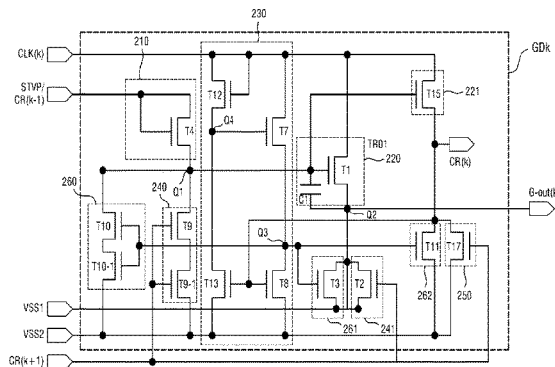 230
CLK(k)
210
GDk
STVP/
CR(k-1)
T12
T15
221
T4
Q4
T7
TR01
CR(k)
T1
220
Q1
C1
G-out(k
260
240
Q2
T10
T9
Q3
T11
T17
T10-1
T9-1
T13
T8
T3
T2
262
250
VSS1
261
241
VSS2
CR(k+1)